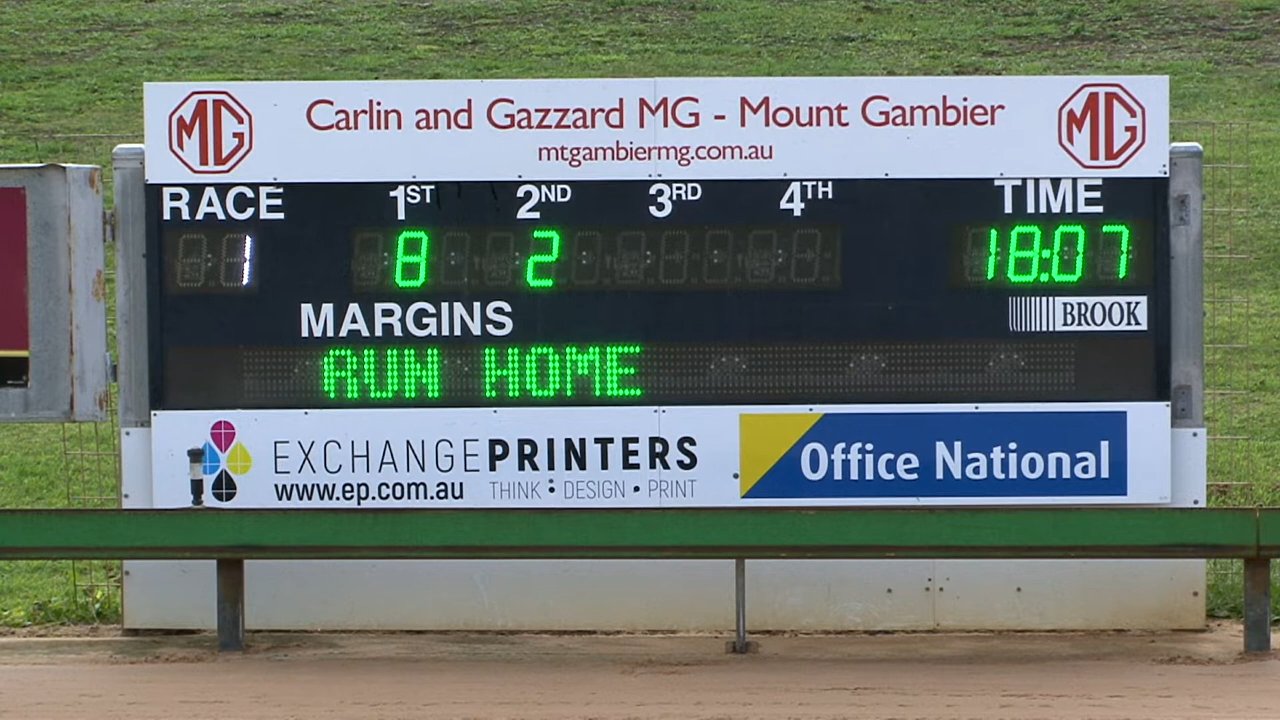 MG Carlin and Gazzard MG - Mount Gambier MG
mtgambiermg.com.au
RACE 1ST 2ND 3RD 4TH TIME
1 8 2 18:07
MARGINS BROOK
RUN HOME
EXCHANGEPRINTERS Office National
www.ep.com.au THINK • DESIGN • PRINT